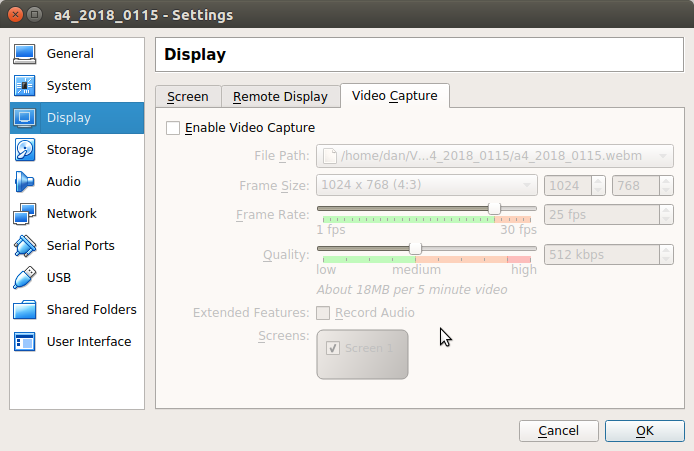 a4_2018_0115 - Settings
General
System
Display
Storage
Audio
Network
Serial Ports
USB
Shared Folders
User Interface
Display
Screen Remote Display Video Capture
Enable Video Capture
File Path: /home/dan/V...4_2018_0115/a4_2018_0115.webm
Frame Size: 1024 x 768 (4:3) 1024 768
Frame Rate: 25 fps
1 fps 30 fps
Quality: 512 kbps
low medium high
About 18MB per 5 minute video
Extended Features: Record Audio
Screens: Screen 1
Cancel OK